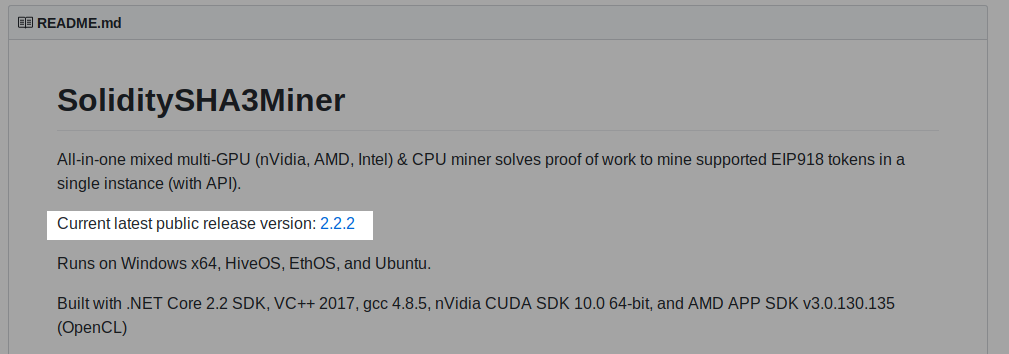 README.md
SoliditySHA3Miner
All-in-one mixed multi-GPU (nVidia, AMD, Intel) & CPU miner solves proof of work to mine supported EIP918 tokens in a
single instance (with API).
Current latest public release version: 2.2.2
Runs on Windows x64, HiveOS, EthOS, and Ubuntu.
Built with .NET Core 2.2 SDK, VC++ 2017, gcc 4.8.5, nVidia CUDA SDK 10.0 64-bit, and AMD APP SDK v3.0.130.135
(OpenCL)